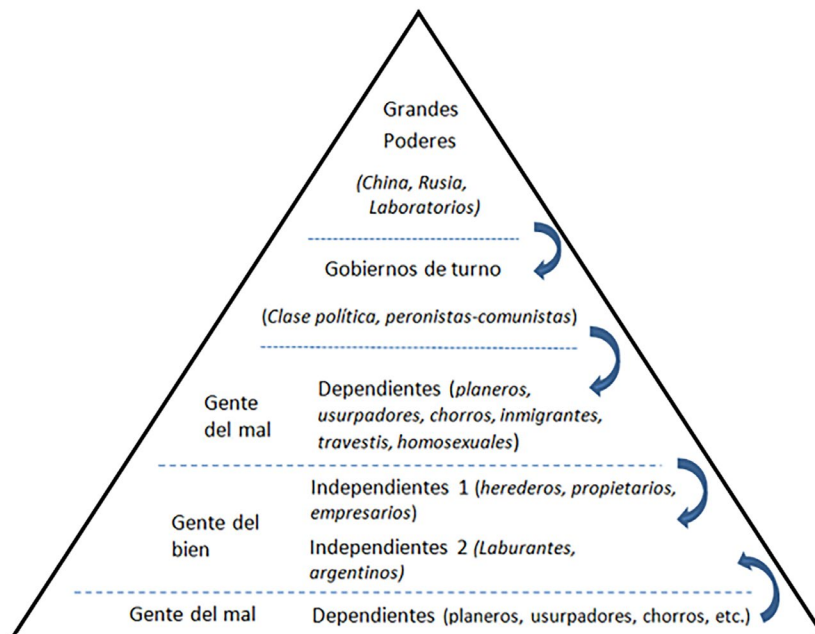 Grandes
Poderes
(China, Rusia,
Laboratorios)
Gobiernos de turno
(Clase política, peronistas-comunistas)
Gente
del mal
Dependientes (planeros,
usurpadores, chorros, inmigrantes,
travestis, homosexuales)
Gente del
bien
Independientes 1 (herederos, propietarios,
empresarios)
Independientes 2 (Laburantes,
argentinos)
Gente del mal
Dependientes (planeros, usurpadores, chorros, etc.)